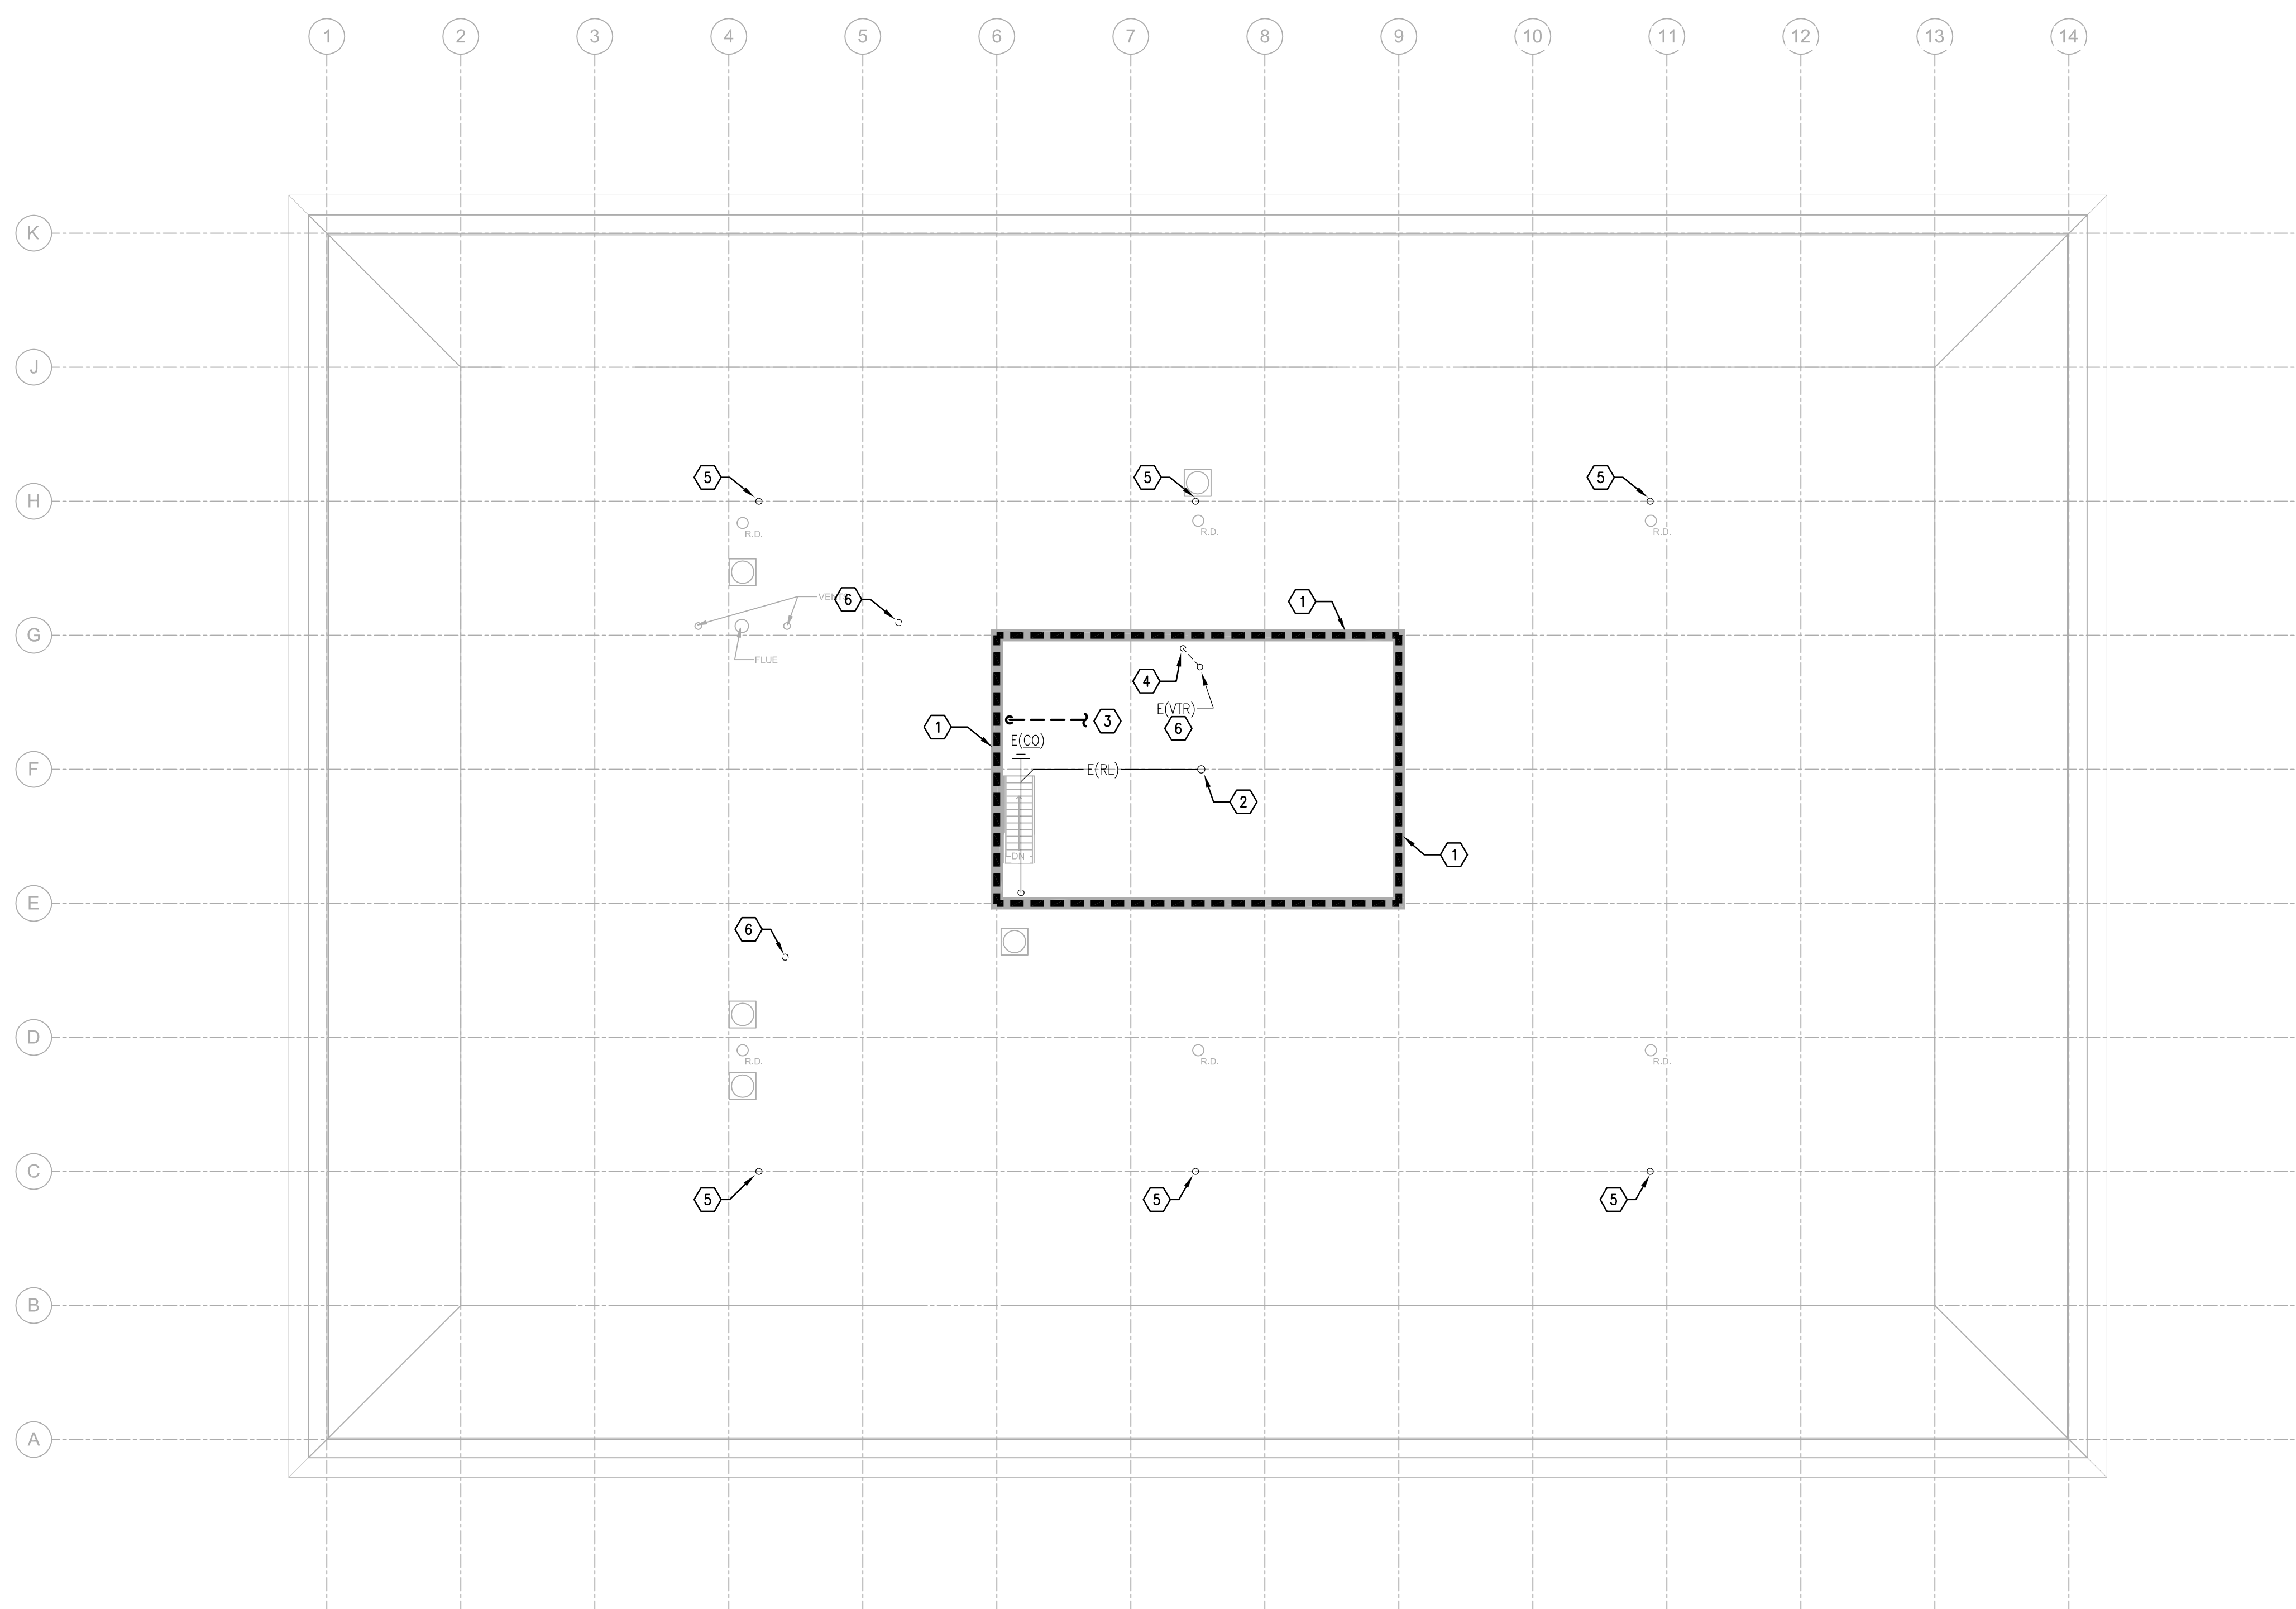 1 2 3 4 5 6 7 8 9 10 11 12 13 14
K
J
5 5 5
H
R.D. R.D. R.D.
VENT
6
1
G
FLUE
4
E(VTR)
6
3
1
E(CO)
F
E(RL)
2
1
DN
E
6
D
R.D. R.D. R.D.
C
5 5 5
B
A